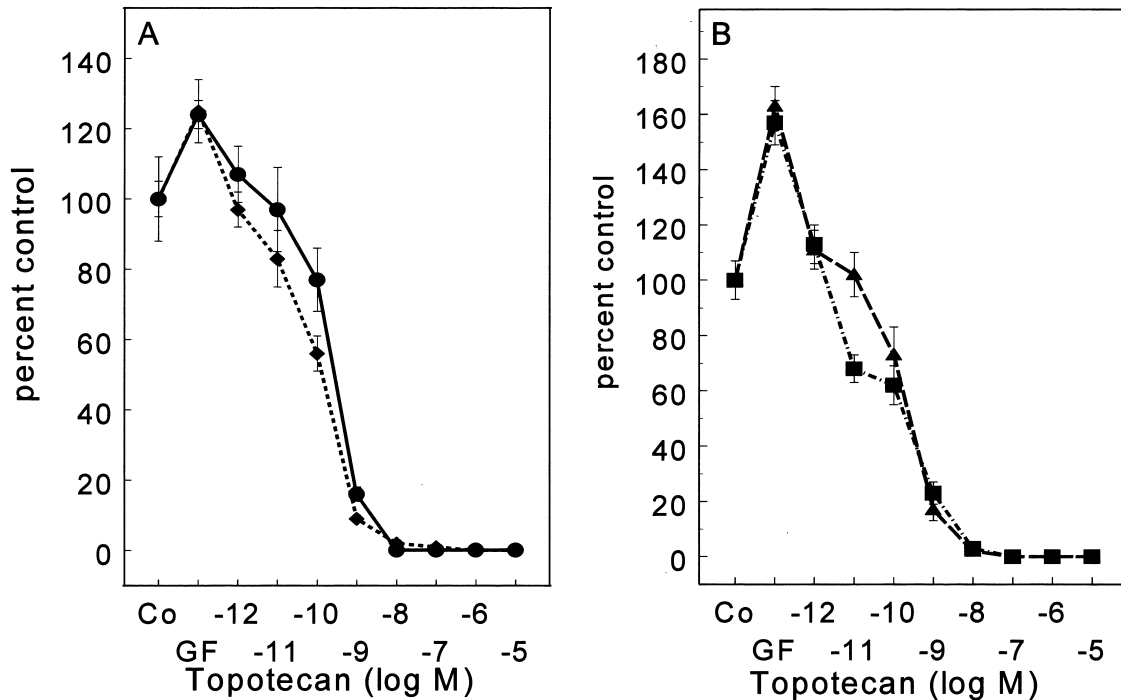 A
140
120
100
80
60
40
20
0
percent control
Co -12 -10 -8 -6
GF -11 -9 -7 -5
Topotecan (log M)
B
180
160
140
120
100
80
60
40
20
0
percent control
Co -12 -10 -8 -6
GF -11 -9 -7 -5
Topotecan (log M)